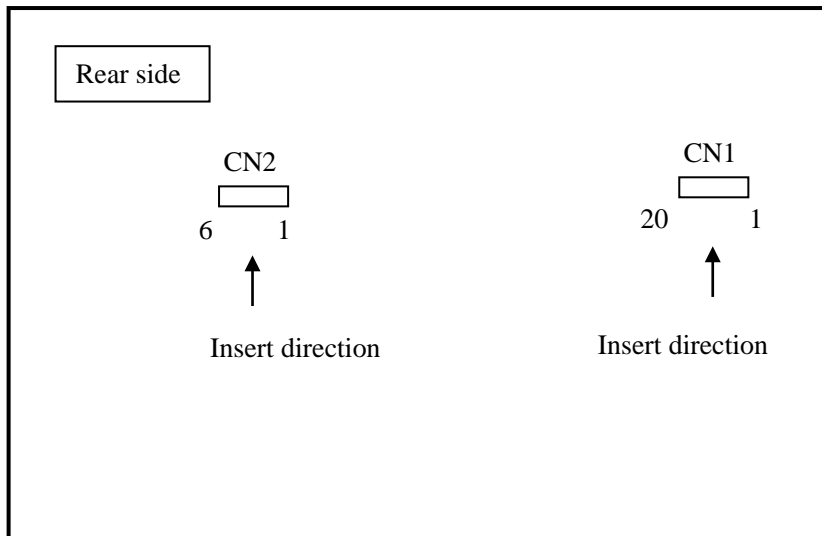 Rear side
CN2
CN1
6 1
20 1
Insert direction
Insert direction